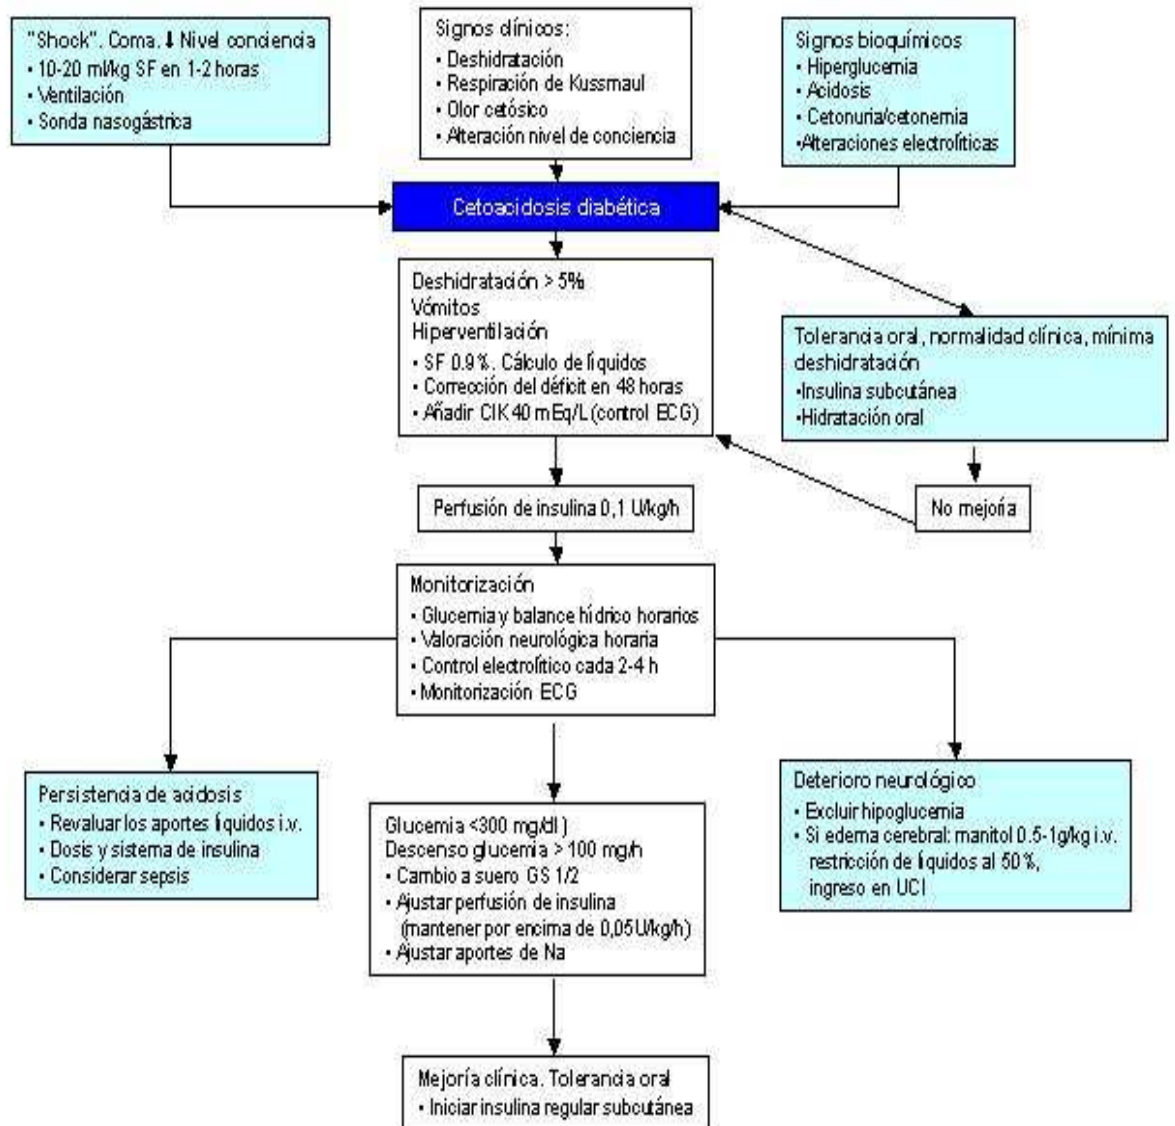 "Shock". Coma. ⬇ Nivel conciencia
• 10-20 ml/kg SF en 1-2 horas
• Ventilación
• Sonda nasogástrica
Signos clínicos:
• Deshidratación
• Respiración de Kussmaul
• Olor cetósico
• Alteración nivel de conciencia
Signos bioquímicos
• Hiperglucemia
• Acidosis
• Cetonuria/cetonemia
•Alteraciones electrolíticas
Cetoacidosis diabética
Deshidratación > 5%
Vómitos
Hiperventilación
• SF 0.9%. Cálculo de líquidos
• Corrección del déficit en 48 horas
• Añadir ClK 40 mEq/L (control ECG)
Tolerancia oral, normalidad clínica, mínima
deshidratación
•Insulina subcutánea
•Hidratación oral
No mejoría
Perfusión de insulina 0,1 U/kg/h
Monitorización
• Glucemia y balance hídrico horarios
• Valoración neurológica horaria
• Control electrolítico cada 2-4 h
• Monitorización ECG
Persistencia de acidosis
• Revaluar los aportes líquidos i.v.
• Dosis y sistema de insulina
• Considerar sepsis
Glucemia <300 mg/dl )
Descenso glucemia > 100 mg/h
• Cambio a suero GS 1/2
• Ajustar perfusión de insulina
(mantener por encima de 0,05U/kg/h)
• Ajustar aportes de Na
Deterioro neurológico
• Excluir hipoglucemia
• Si edema cerebral: manitol 0.5-1g/kg i.v.
restricción de líquidos al 50%,
ingreso en UCI
Mejoría clínica. Tolerancia oral
• Iniciar insulina regular subcutánea